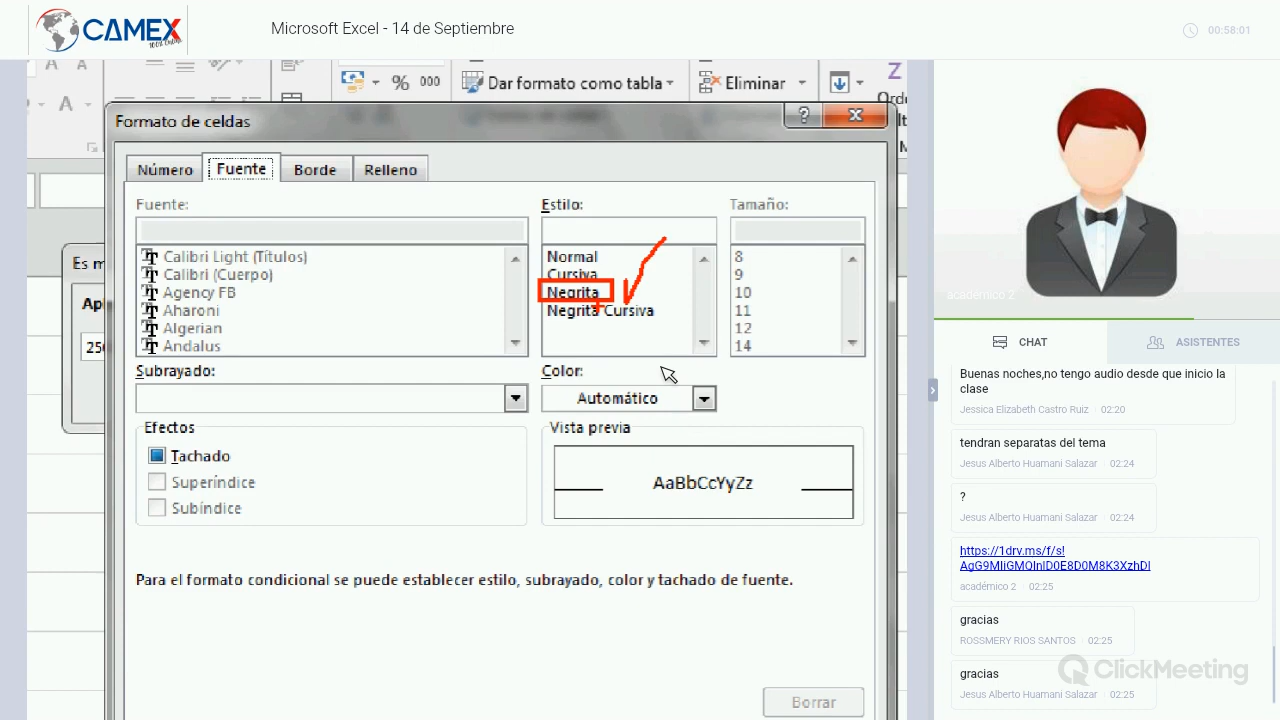 CAMEX
100% Online
Microsoft Excel - 14 de Septiembre
00:58:01
A A
% 000
Dar formato como tabla
Eliminar
A
Formato de celdas
?
Número Fuente Borde Relleno
Fuente:
Calibri Light (Títulos)
Calibri (Cuerpo)
Agency FB
Aharoni
Algerian
Andalus
Estilo:
Normal
Cursiva
Negrita
Negrita Cursiva
Tamaño:
8
9
10
11
12
14
Subrayado:
Color:
Automático
Efectos
Tachado
Superíndice
Subíndice
Vista previa
AaBbCcYyZz
Para el formato condicional se puede establecer estilo, subrayado, color y tachado de fuente.
Borrar
académico 2
CHAT
ASISTENTES
Buenas noches,no tengo audio desde que inicio la
clase
Jessica Elizabeth Castro Ruiz · 02:20
tendran separatas del tema
Jesus Alberto Huamani Salazar · 02:24
?
Jesus Alberto Huamani Salazar · 02:24
https://1drv.ms/f/s!
académico 2 · 02:25
gracias
ROSSMERY RIOS SANTOS · 02:25
gracias
Jesus Alberto Huamani Salazar · 02:25
ClickMeeting